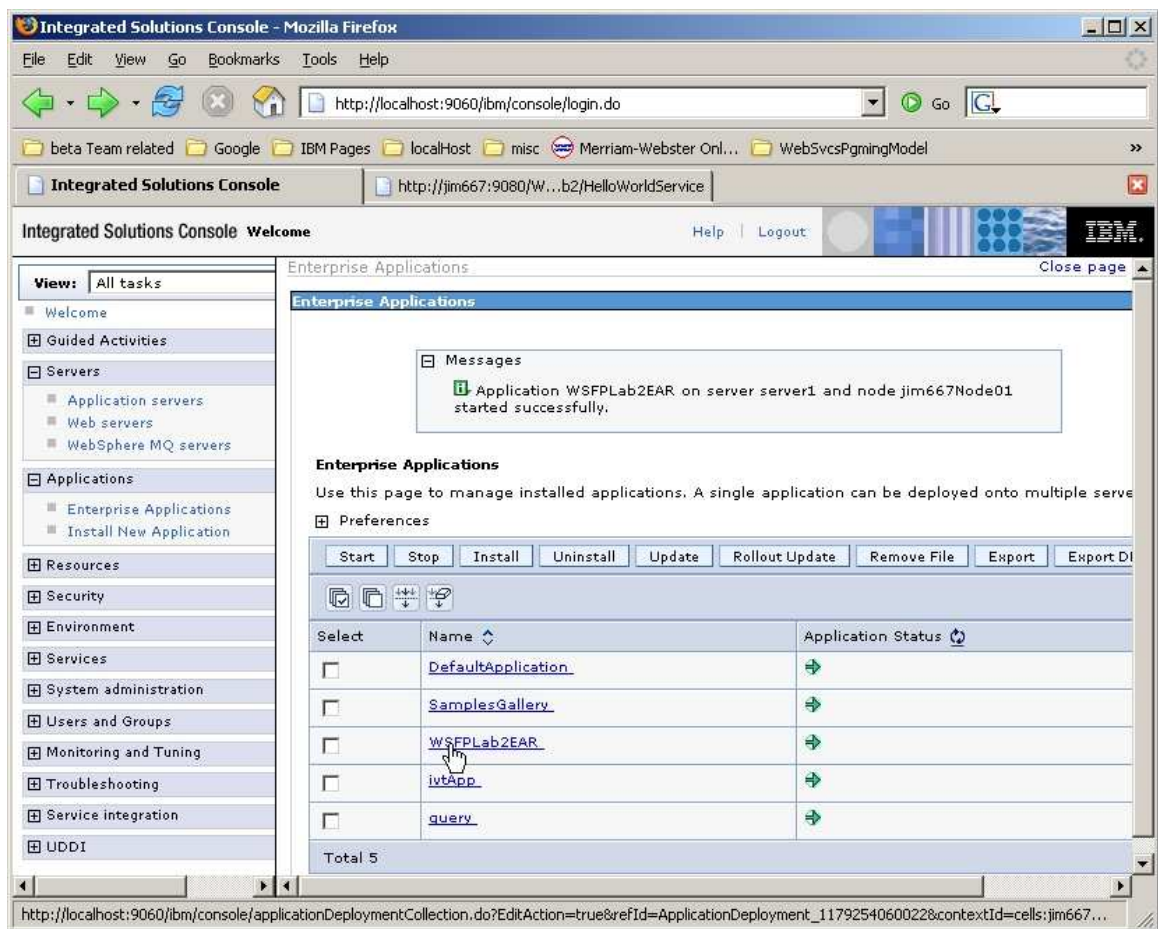 Integrated Solutions Console - Mozilla Firefox
File Edit View Go Bookmarks Tools Help
http://localhost:9060/ibm/console/login.do Go G
beta Team related Google IBM Pages localHost misc Merriam-Webster Onl... WebSvcsPgmingModel »
Integrated Solutions Console http://jim667:9080/W...b2/HelloWorldService
Integrated Solutions Console Welcome Help | Logout IBM.
View: All tasks
Welcome
Guided Activities
Servers
Application servers
Web servers
WebSphere MQ servers
Applications
Enterprise Applications
Install New Application
Resources
Security
Environment
Services
System administration
Users and Groups
Monitoring and Tuning
Troubleshooting
Service integration
UDDI
Enterprise Applications Close page
Enterprise Applications
Messages
Application WSFPLab2EAR on server server1 and node jim667Node01
started successfully.
Enterprise Applications
Use this page to manage installed applications. A single application can be deployed onto multiple serve
Preferences
Start Stop Install Uninstall Update Rollout Update Remove File Export Export D
Select Name Application Status
DefaultApplication
SamplesGallery
WSFPLab2EAR
ivtApp
query
Total 5
http://localhost:9060/ibm/console/applicationDeploymentCollection.do?EditAction=true&refId=ApplicationDeployment_1179254060022&contextId=cells:jim667...